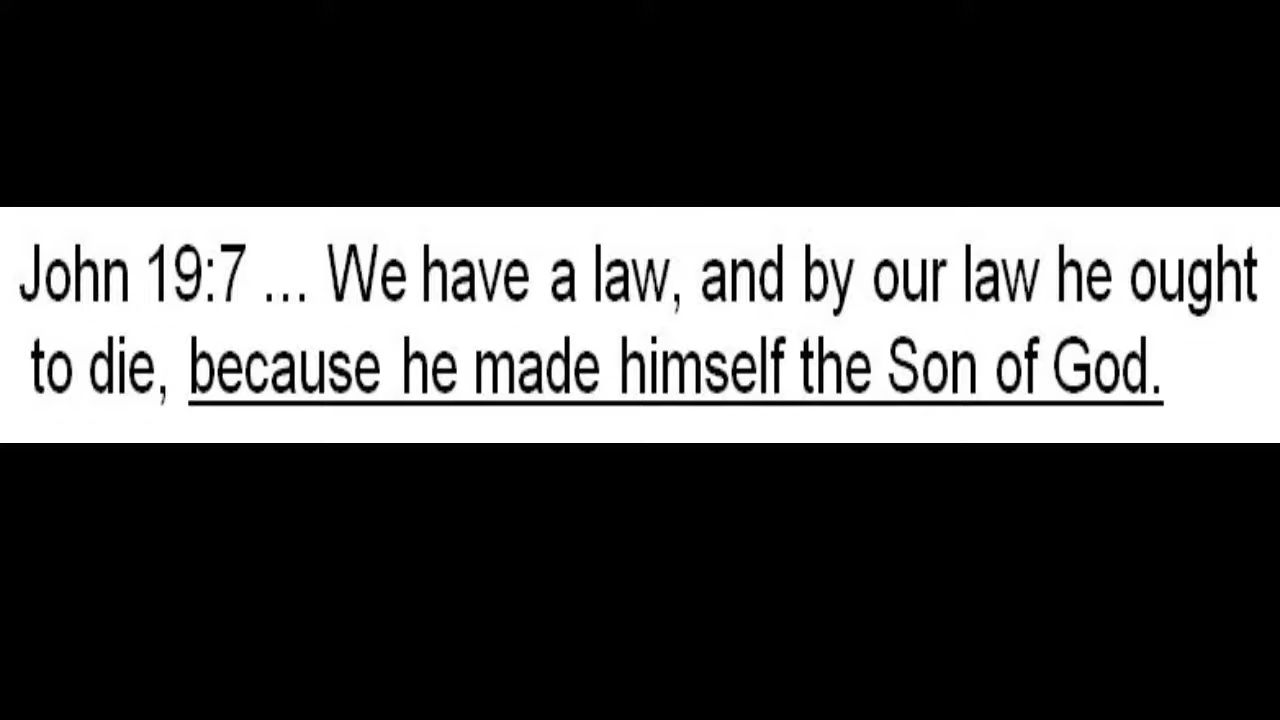 John 19:7 ... We have a law, and by our law he ought
to die, because he made himself the Son of God.